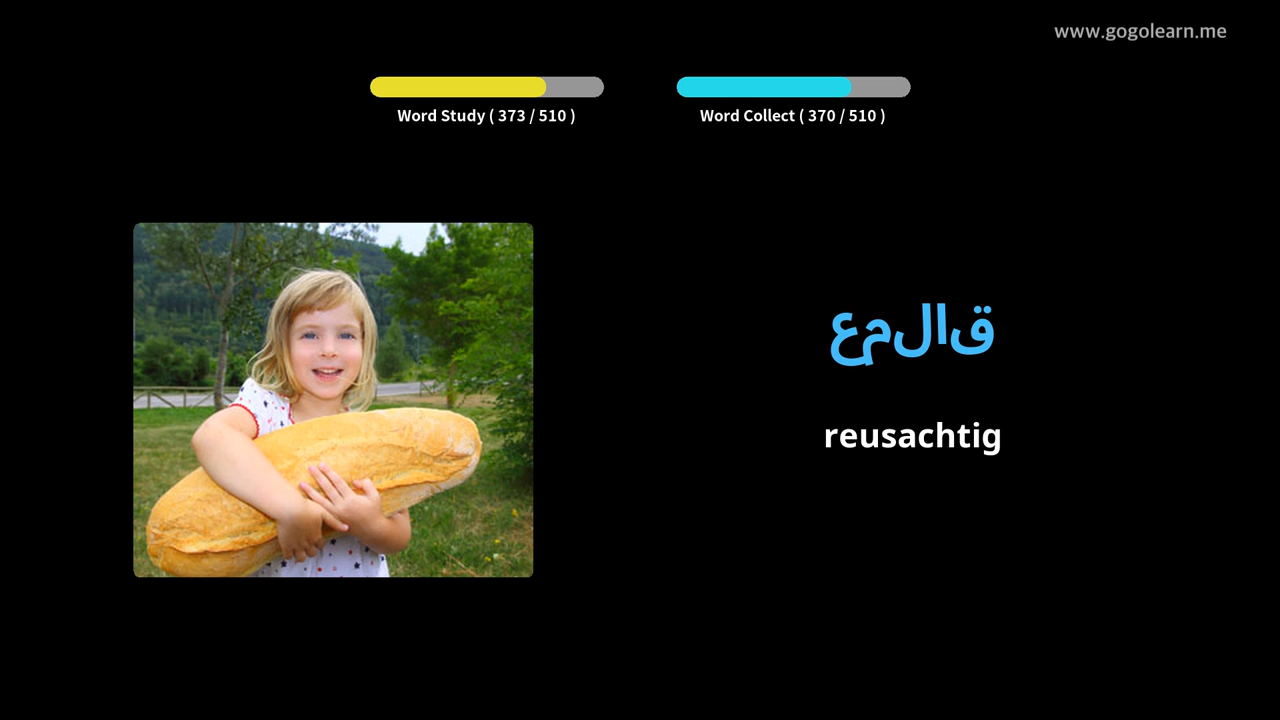 www.gogolearn.me
Word Study ( 373 / 510 )
Word Collect ( 370 / 510 )
عملاق
reusachtig